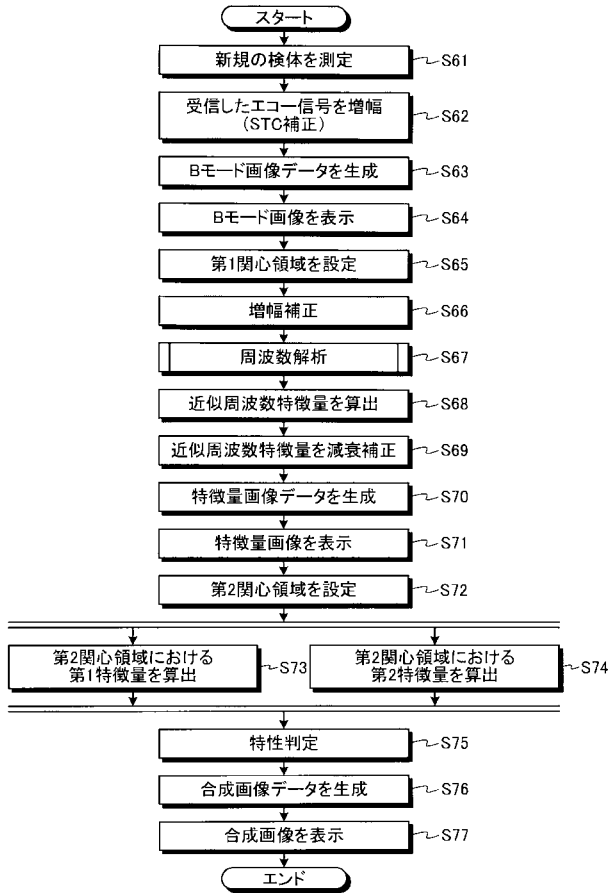 スタート
新規の検体を測定
S61
受信したエコー信号を増幅
(STC補正)
S62
Bモード画像データを生成
S63
Bモード画像を表示
S64
第1関心領域を設定
S65
増幅補正
S66
周波数解析
S67
近似周波数特徴量を算出
S68
近似周波数特徴量を減衰補正
S69
特徴量画像データを生成
S70
特徴量画像を表示
S71
第2関心領域を設定
S72
第2関心領域における
第1特徴量を算出
S73
第2関心領域における
第2特徴量を算出
S74
特性判定
S75
合成画像データを生成
S76
合成画像を表示
S77
エンド